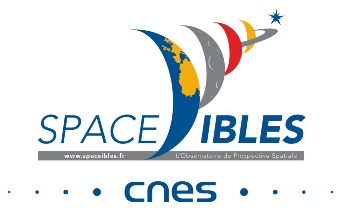 SPACE IBLES
www.spaceibles.fr L'Observatoire de Prospective Spatiale
cnes